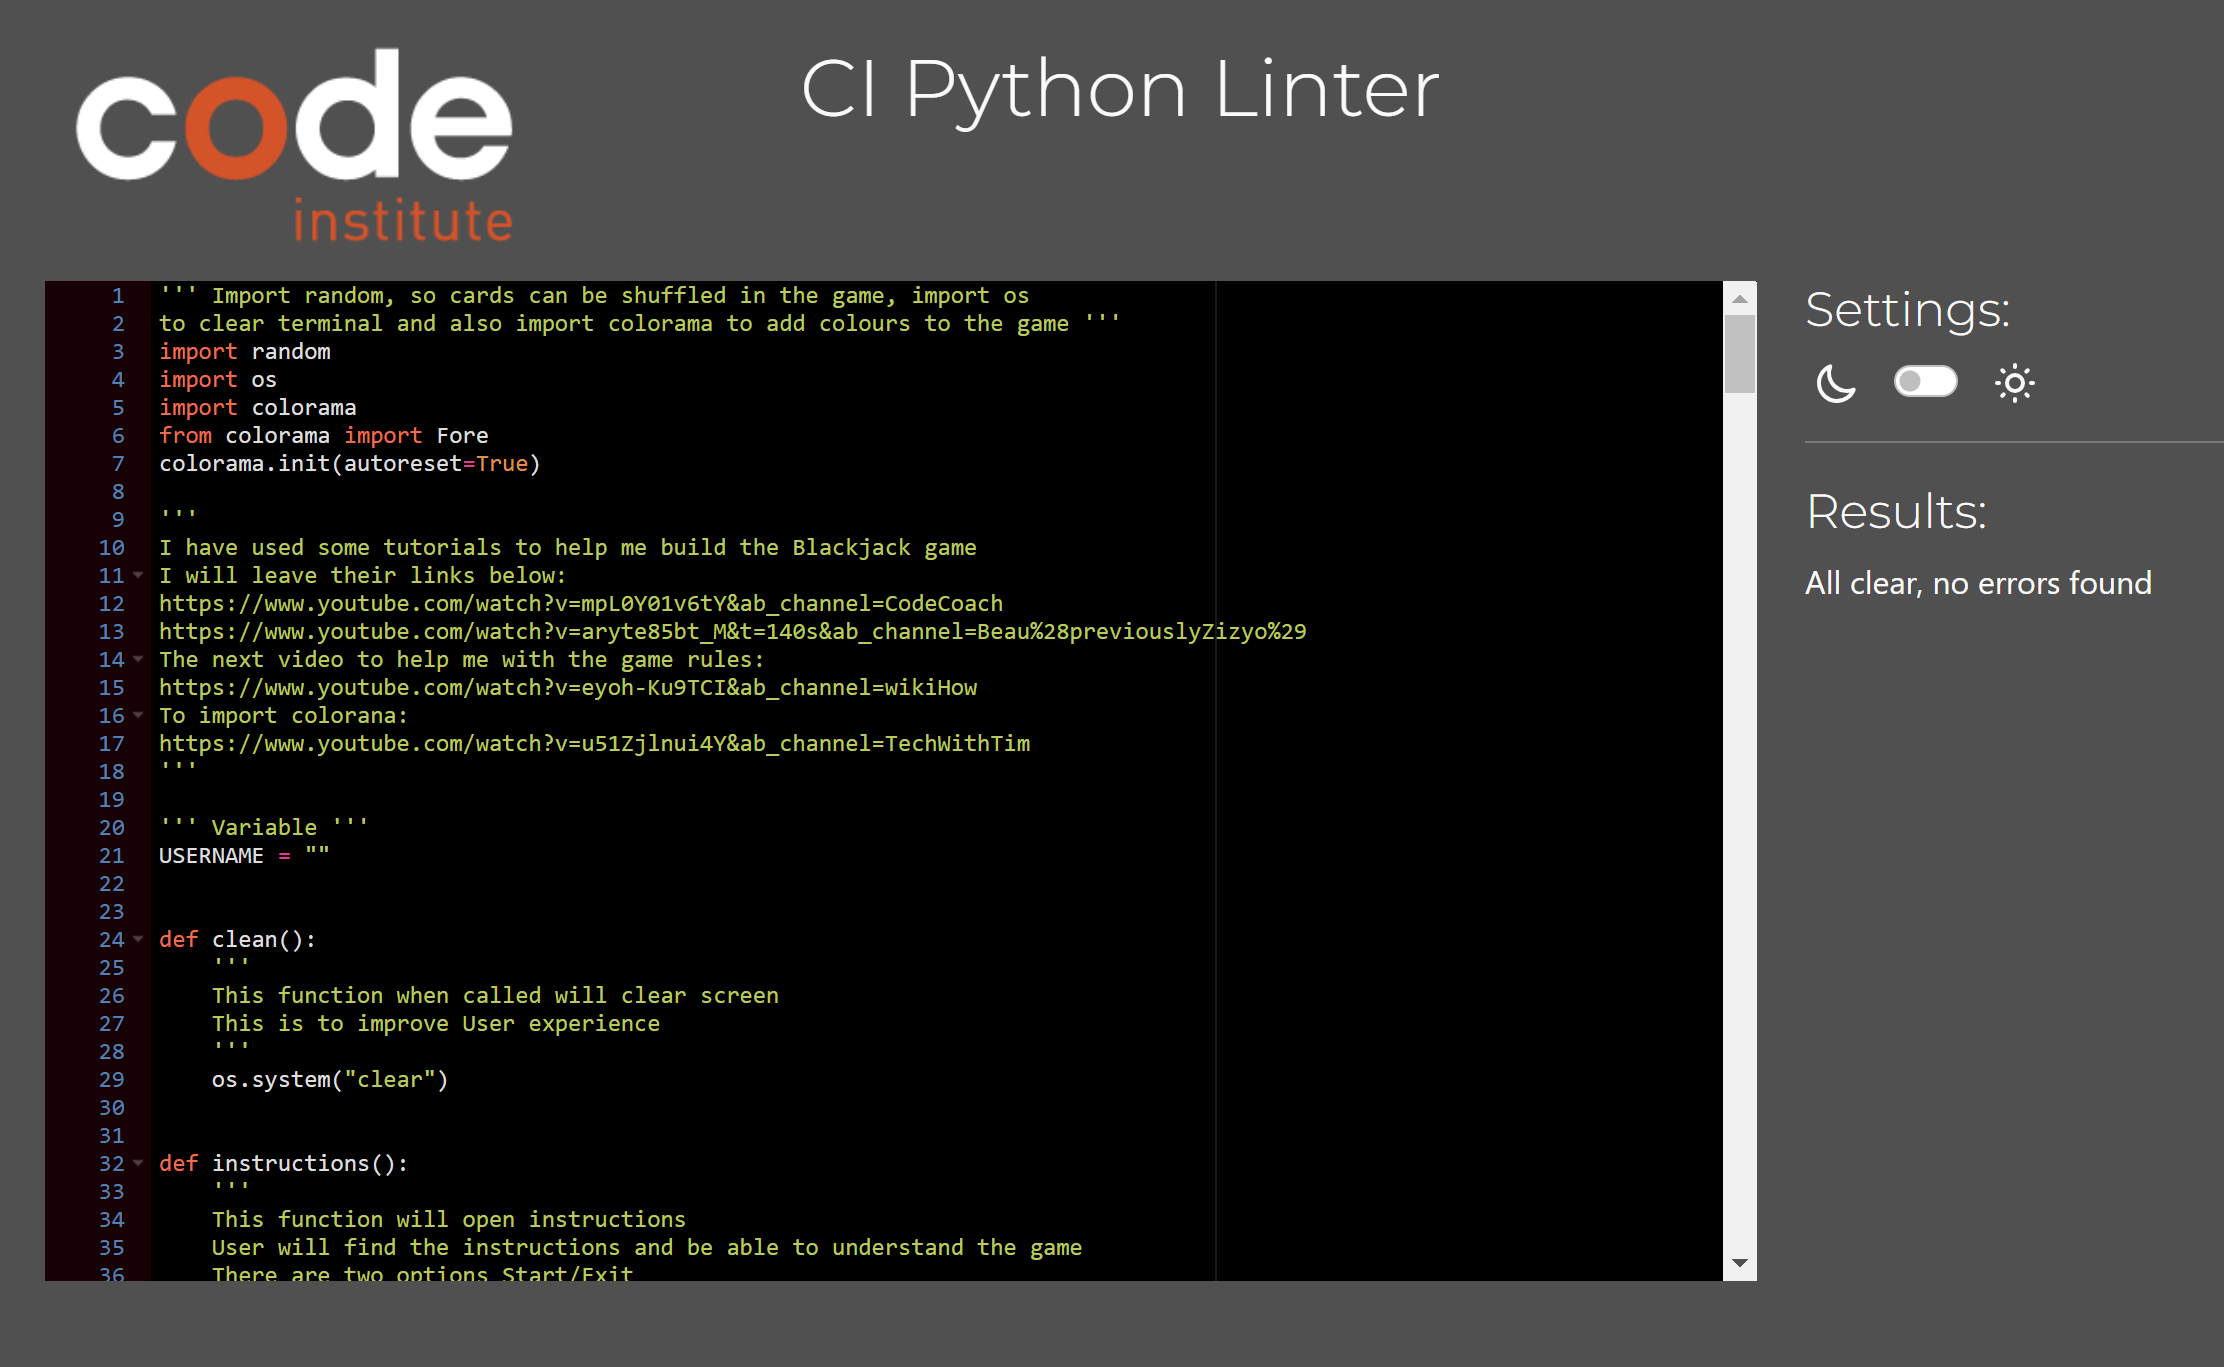 code
institute
CI Python Linter
1 ''' Import random, so cards can be shuffled in the game, import os
2 to clear terminal and also import colorama to add colours to the game '''
3 import random
4 import os
5 import colorama
6 from colorama import Fore
7 colorama.init(autoreset=True)
8
9 '''
10 I have used some tutorials to help me build the Blackjack game
11 I will leave their links below:
12 https://www.youtube.com/watch?v=mpL0Y01v6tY&ab_channel=CodeCoach
13 https://www.youtube.com/watch?v=aryte85bt_M&t=140s&ab_channel=Beau%28previouslyZizyo%29
14 The next video to help me with the game rules:
15 https://www.youtube.com/watch?v=eyoh-Ku9TCI&ab_channel=wikiHow
16 To import colorana:
17 https://www.youtube.com/watch?v=u51Zjlnui4Y&ab_channel=TechWithTim
18 '''
19
20 ''' Variable '''
21 USERNAME = ""
22
23
24 def clean():
25     '''
26     This function when called will clear screen
27     This is to improve User experience
28     '''
29     os.system("clear")
30
31
32 def instructions():
33     '''
34     This function will open instructions
35     User will find the instructions and be able to understand the game
36     There are two options Start/Exit
Settings:
Results:
All clear, no errors found